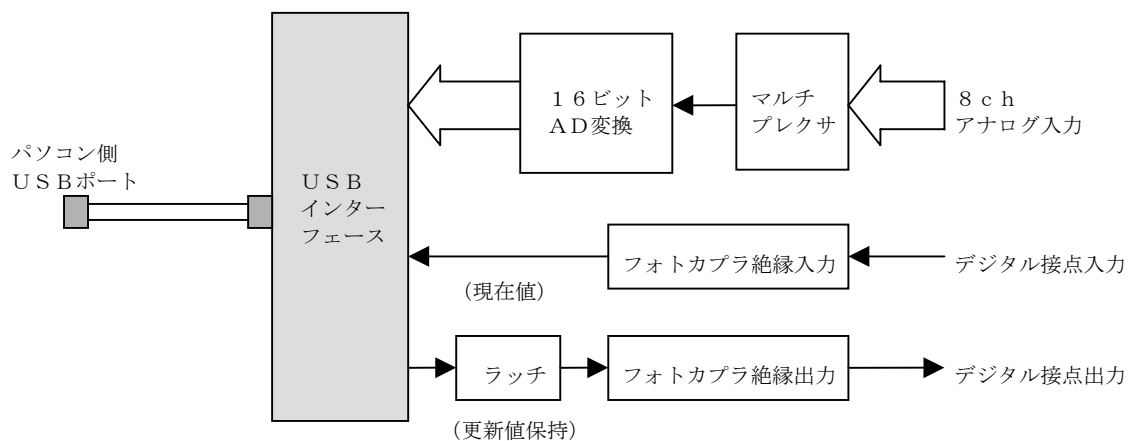 パソコン側
ＵＳＢポート
ＵＳＢ
インター
フェース
１６ビット
ＡＤ変換
マルチ
プレクサ
８ｃｈ
アナログ入力
フォトカプラ絶縁入力
デジタル接点入力
（現在値）
ラッチ
フォトカプラ絶縁出力
デジタル接点出力
（更新値保持）